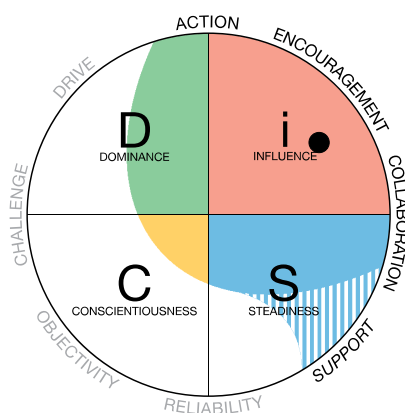 ACTION
ENCOURAGEMENT
DRIVE
D
DOMINANCE
i
INFLUENCE
CHALLENGE
COLLABORATION
C
CONSCIENTIOUSNESS
S
STEADINESS
OBJECTIVITY
SUPPORT
RELIABILITY